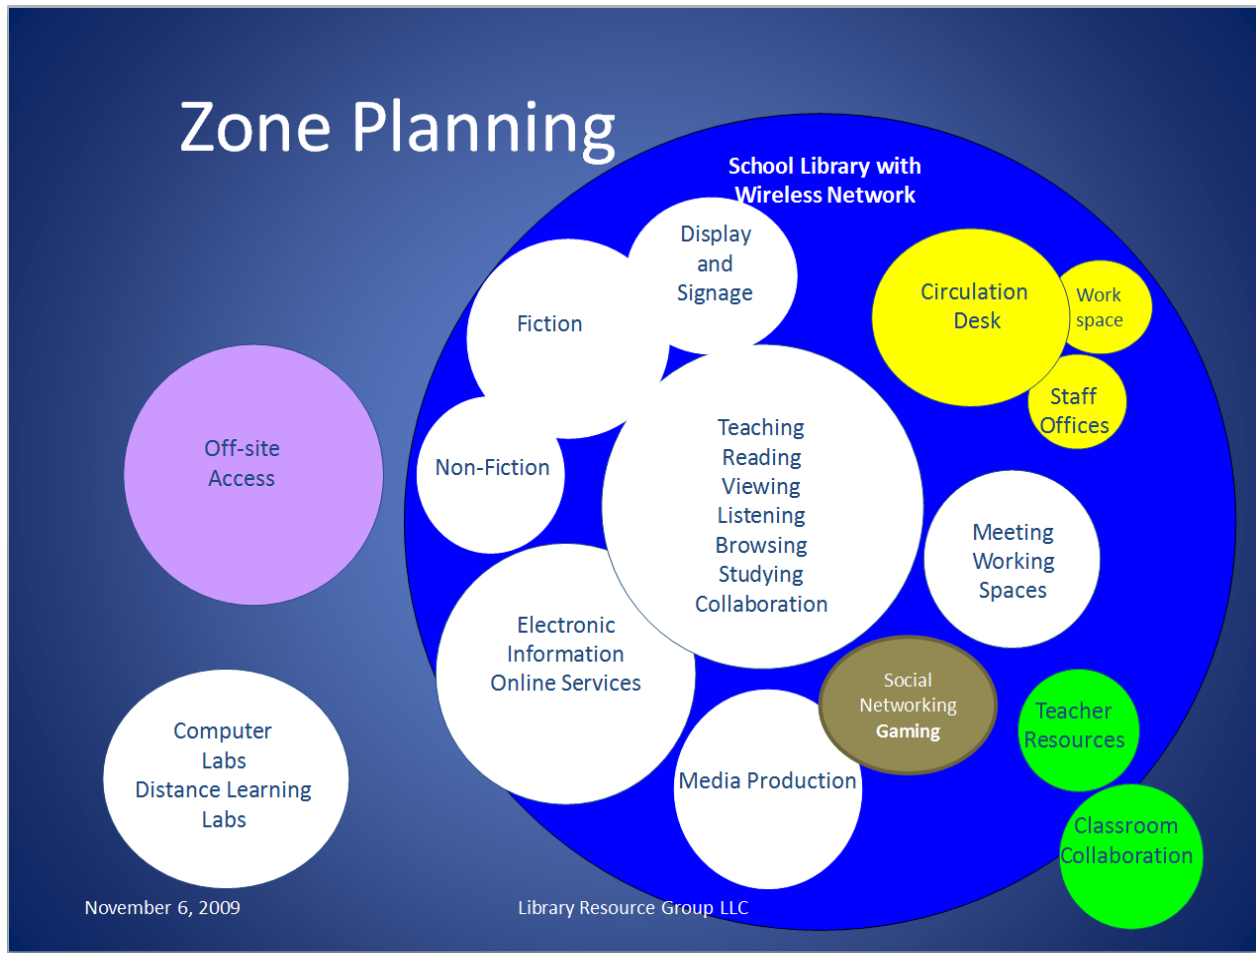 Zone Planning
School Library with
Wireless Network
Display
and
Signage
Fiction
Circulation
Desk
Work
space
Staff
Offices
Off-site
Access
Non-Fiction
Teaching
Reading
Viewing
Listening
Browsing
Studying
Collaboration
Meeting
Working
Spaces
Electronic
Information
Online Services
Social
Networking
Gaming
Teacher
Resources
Computer
Labs
Distance Learning
Labs
Media Production
Classroom
Collaboration
November 6, 2009
Library Resource Group LLC